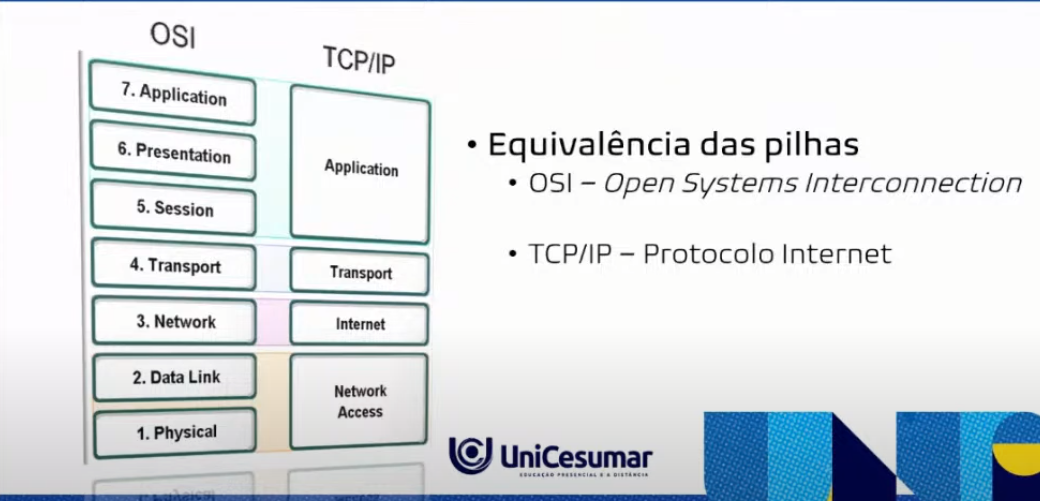 OSI
TCP/IP
7. Application
6. Presentation
5. Session
4. Transport
3. Network
2. Data Link
1. Physical
Application
Transport
Internet
Network
Access
• Equivalência das pilhas
• OSI – Open Systems Interconnection
• TCP/IP – Protocolo Internet
UniCesumar
EDUCAÇÃO PRESENCIAL E A DISTÂNCIA